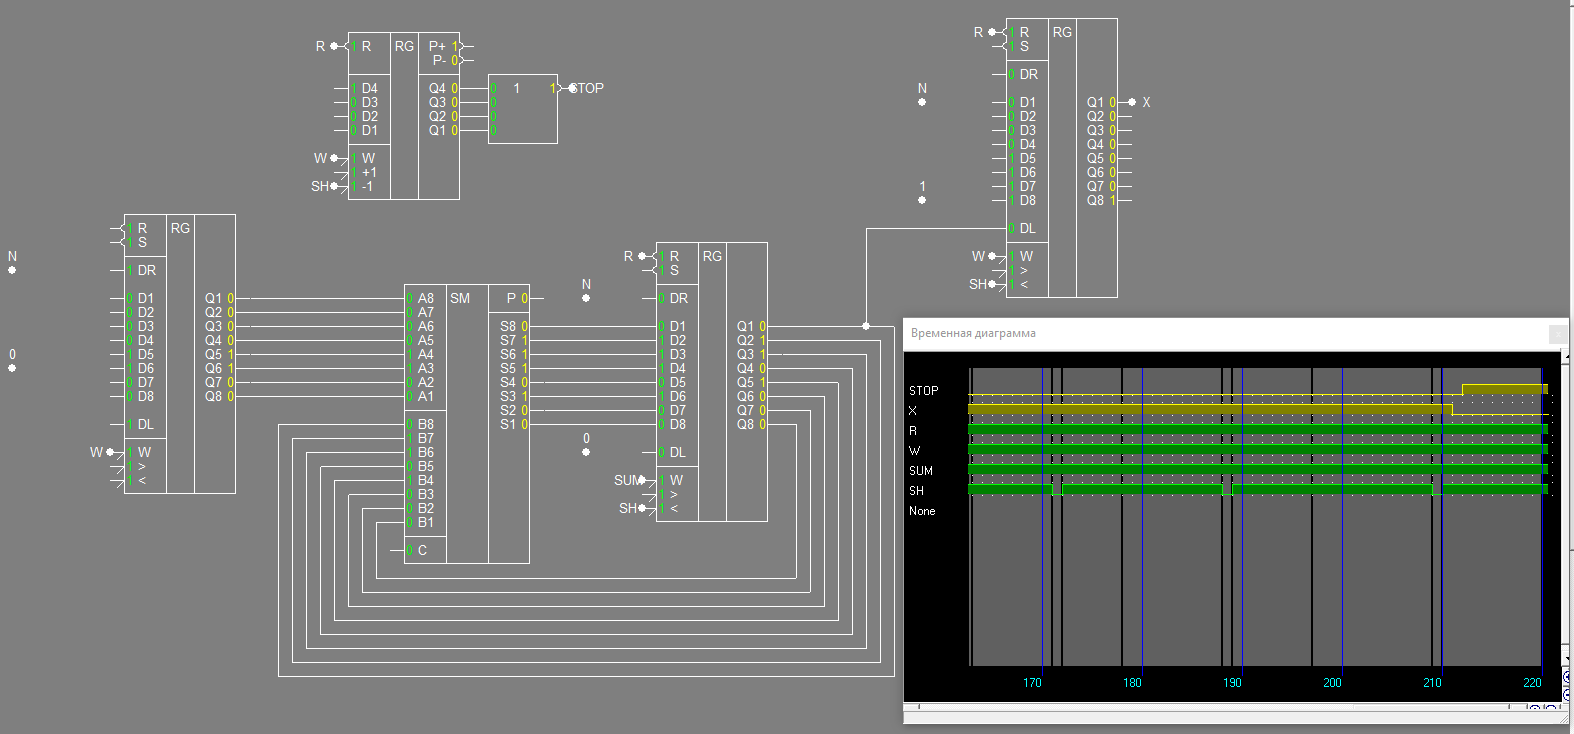 R 1 R RG P+ 1
P- 0
1 D4 Q4 0 0 1 1 STOP
0 D3 Q3 0 0
0 D2 Q2 0 0
0 D1 Q1 0 0
W 1 W
1 +1
SH 1 -1
N
1
R 1 R RG
1 S
0 DR
0 D1 Q1 0 X
0 D2 Q2 0
0 D3 Q3 0
0 D4 Q4 0
1 D5 Q5 0
1 D6 Q6 0
1 D7 Q7 0
1 D8 Q8 1
0 DL
W 1 W
1 >
SH 1 <
N
0
1 R RG
1 S
1 DR
0 D1 Q1 0
0 D2 Q2 0
0 D3 Q3 0
0 D4 Q4 0
1 D5 Q5 1
1 D6 Q6 1
0 D7 Q7 0
0 D8 Q8 0
1 DL
W 1 W
1 >
1 <
0 A8 SM P 0
0 A7
0 A6 S8 0
0 A5 S7 1
1 A4 S6 1
1 A3 S5 1
0 A2 S4 0
0 A1 S3 1
S2 0
0 B8 S1 0
1 B7
1 B6
0 B5
1 B4
0 B3
0 B2
0 B1
0 C
N
0
R 1 R RG
1 S
0 DR
0 D1 Q1 0
1 D2 Q2 1
1 D3 Q3 1
1 D4 Q4 0
0 D5 Q5 1
1 D6 Q6 0
0 D7 Q7 0
0 D8 Q8 0
0 DL
SUM 1 W
1 >
SH 1 <
Временная диаграмма
STOP
X
R
W
SUM
SH
None
170 180 190 200 210 220